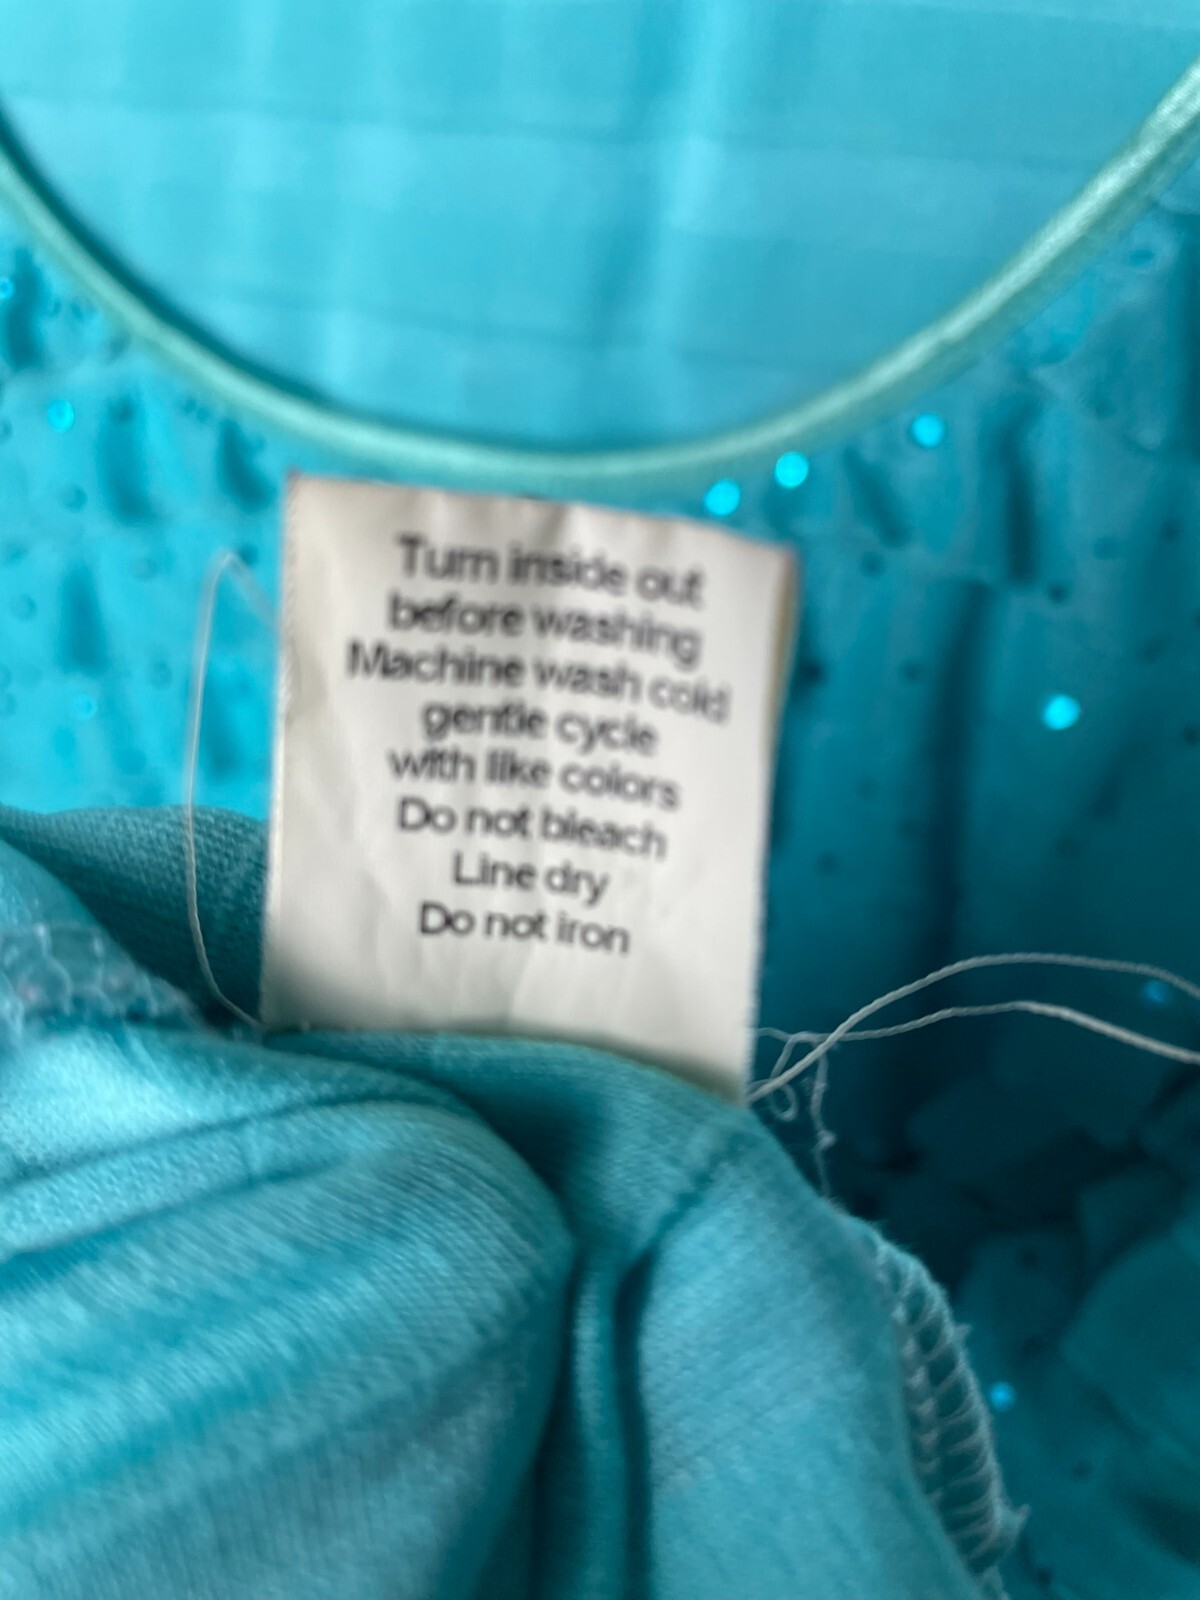 Turn inside out
before washing
Machine wash cold
gentle cycle
with like colors
Do not bleach
Line dry
Do not iron